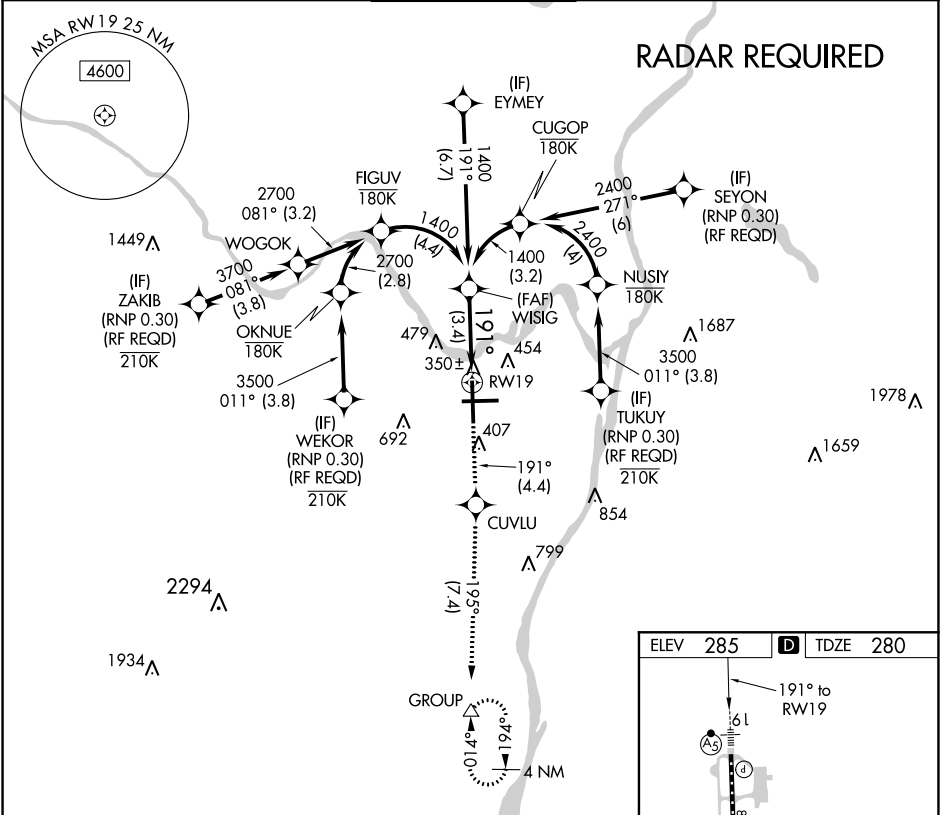 MSA RW19 25 NM
4600
RADAR REQUIRED
(IF)
EYMEY
1400
191°
(6.7)
CUGOP
180K
FIGUV
180K
2700
081° (3.2)
1400
(4.4)
2400
271°
(6)
(IF)
SEYON
(RNP 0.30)
(RF REQD)
1449
WOGOK
3700
081°
(3.8)
2700
(2.8)
1400
(3.2)
2400
(4)
NUSIY
180K
(IF)
ZAKIB
(RNP 0.30)
(RF REQD)
210K
OKNUE
180K
(FAF)
WISIG
191°
(3.4)
479
350±
454
RW19
1687
3500
011° (3.8)
3500
011° (3.8)
1978
(IF)
WEKOR
(RNP 0.30)
(RF REQD)
210K
692
407
(IF)
TUKUY
(RNP 0.30)
(RF REQD)
210K
1659
191°
(4.4)
854
CUVLU
799
195°
(7.4)
2294
1934
GROUP
014°
194°
4 NM
ELEV 285
D
TDZE 280
191° to
RW19
19
A5
P